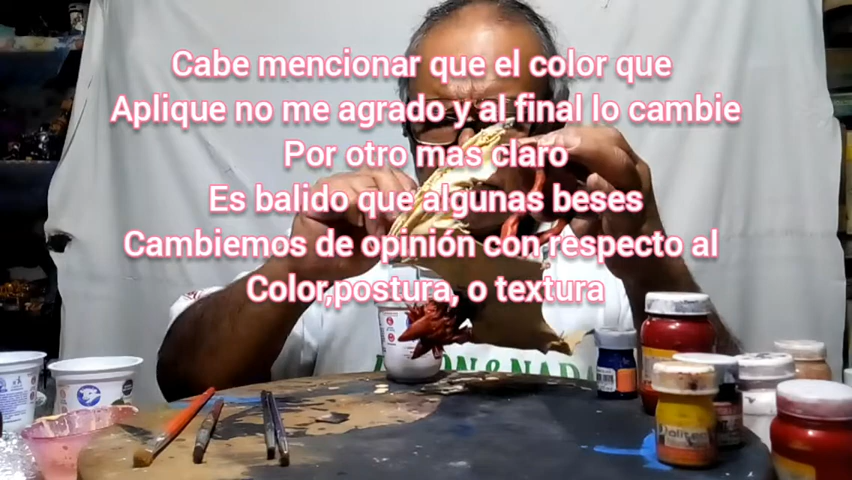 Cabe mencionar que el color que
Aplique no me agrado y al final lo cambie
Por otro mas claro
Es balido que algunas beses
Cambiemos de opinión con respecto al
Color,postura, o textura